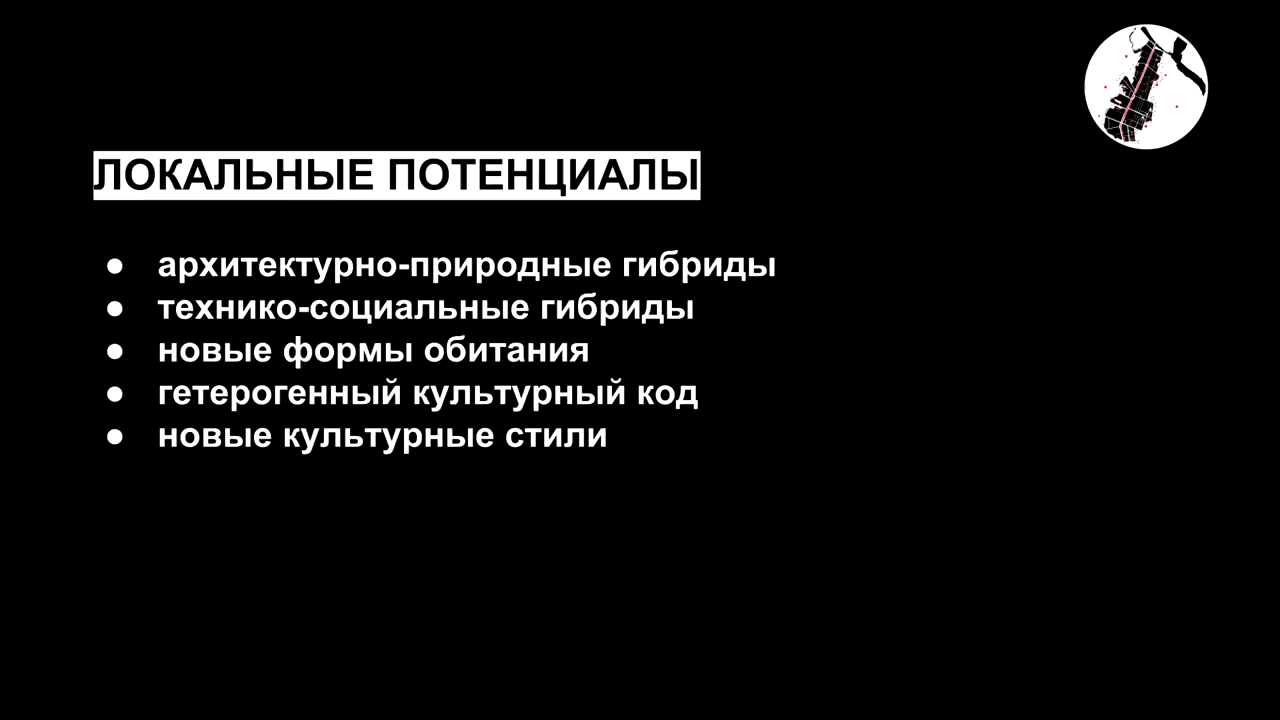 ЛОКАЛЬНЫЕ ПОТЕНЦИАЛЫ
● архитектурно-природные гибриды
● технико-социальные гибриды
● новые формы обитания
● гетерогенный культурный код
● новые культурные стили